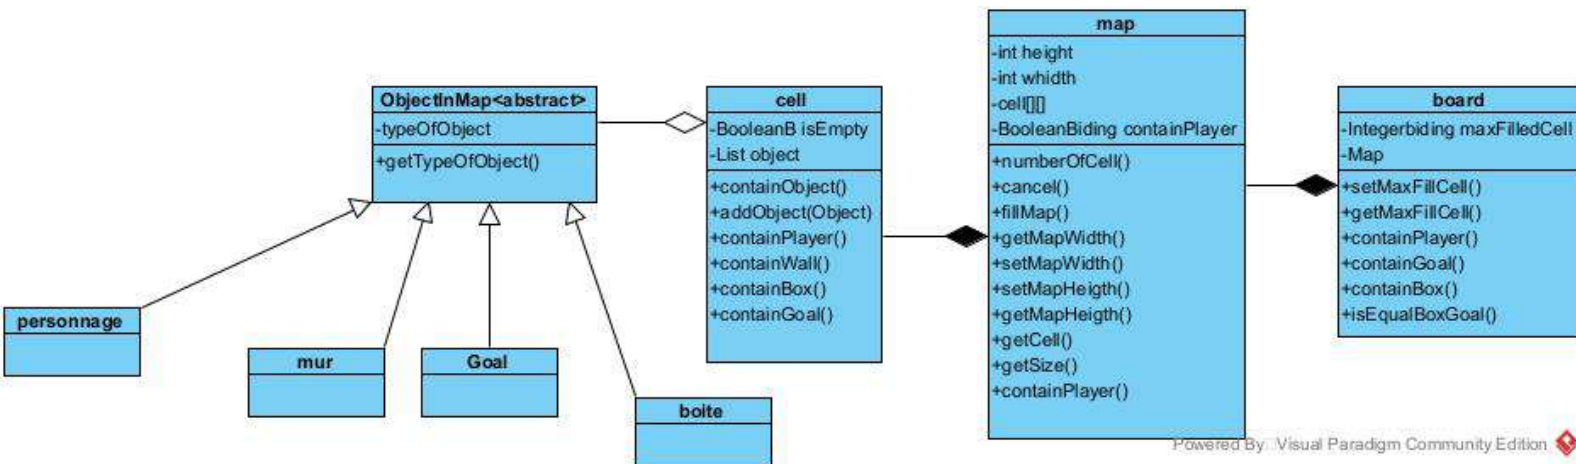 ObjectInMap<abstract>
-typeOfObject
+getTypeOfObject()
personnage
mur
Goal
boite
cell
-BooleanB isEmpty
-List object
+containObject()
+addObject(Object)
+containPlayer()
+containWall()
+containBox()
+containGoal()
map
-int height
-int whidth
-cell[][]
-BooleanBiding containPlayer
+numberOfCell()
+cancel()
+fillMap()
+getMapWidth()
+setMapWidth()
+setMapHeigth()
+getMapHeigth()
+getCell()
+getSize()
+containPlayer()
board
-Integerbiding maxFilledCell
-Map
+setMaxFillCell()
+getMaxFillCell()
+containPlayer()
+containGoal()
+containBox()
+isEqualBoxGoal()
Powered By Visual Paradigm Community Edition